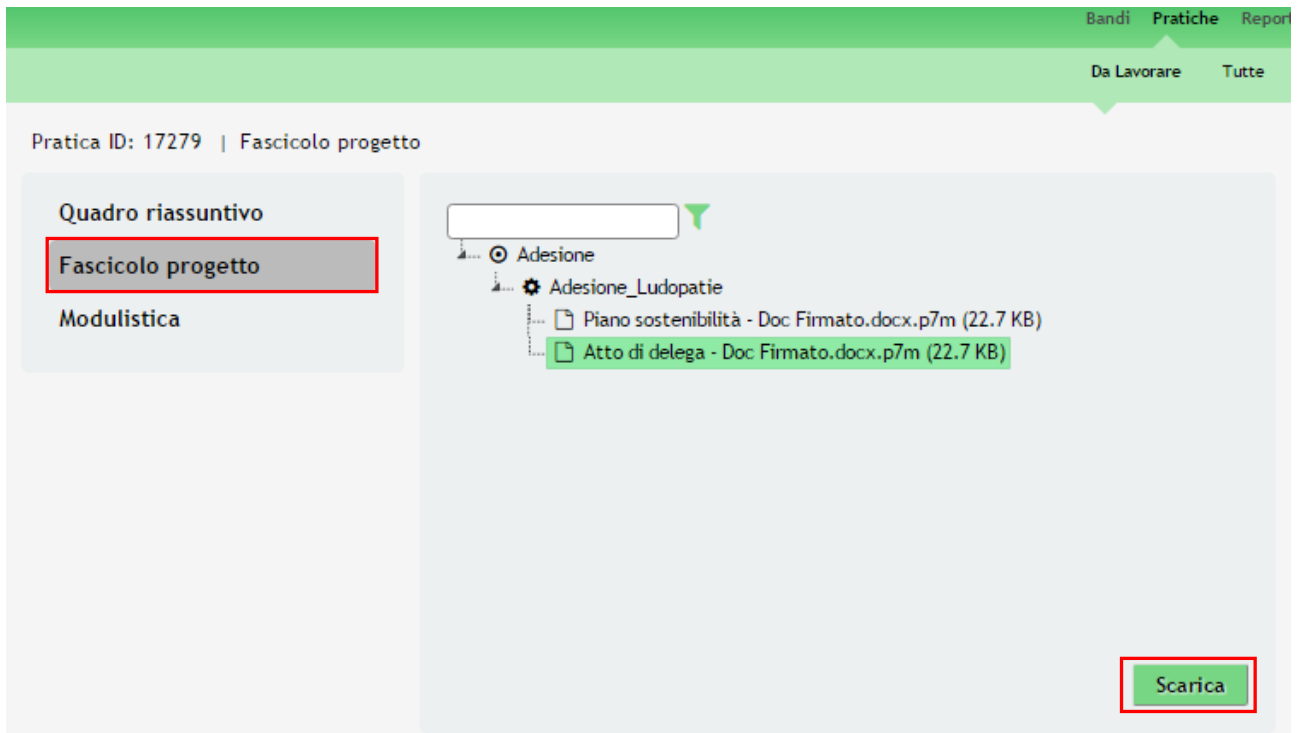 Bandi Pratiche Report
Da Lavorare Tutte
Pratica ID: 17279 | Fascicolo progetto
Quadro riassuntivo
Fascicolo progetto
Modulistica
Adesione
Adesione_Ludopatie
Piano sostenibilità - Doc Firmato.docx.p7m (22.7 KB)
Atto di delega - Doc Firmato.docx.p7m (22.7 KB)
Scarica